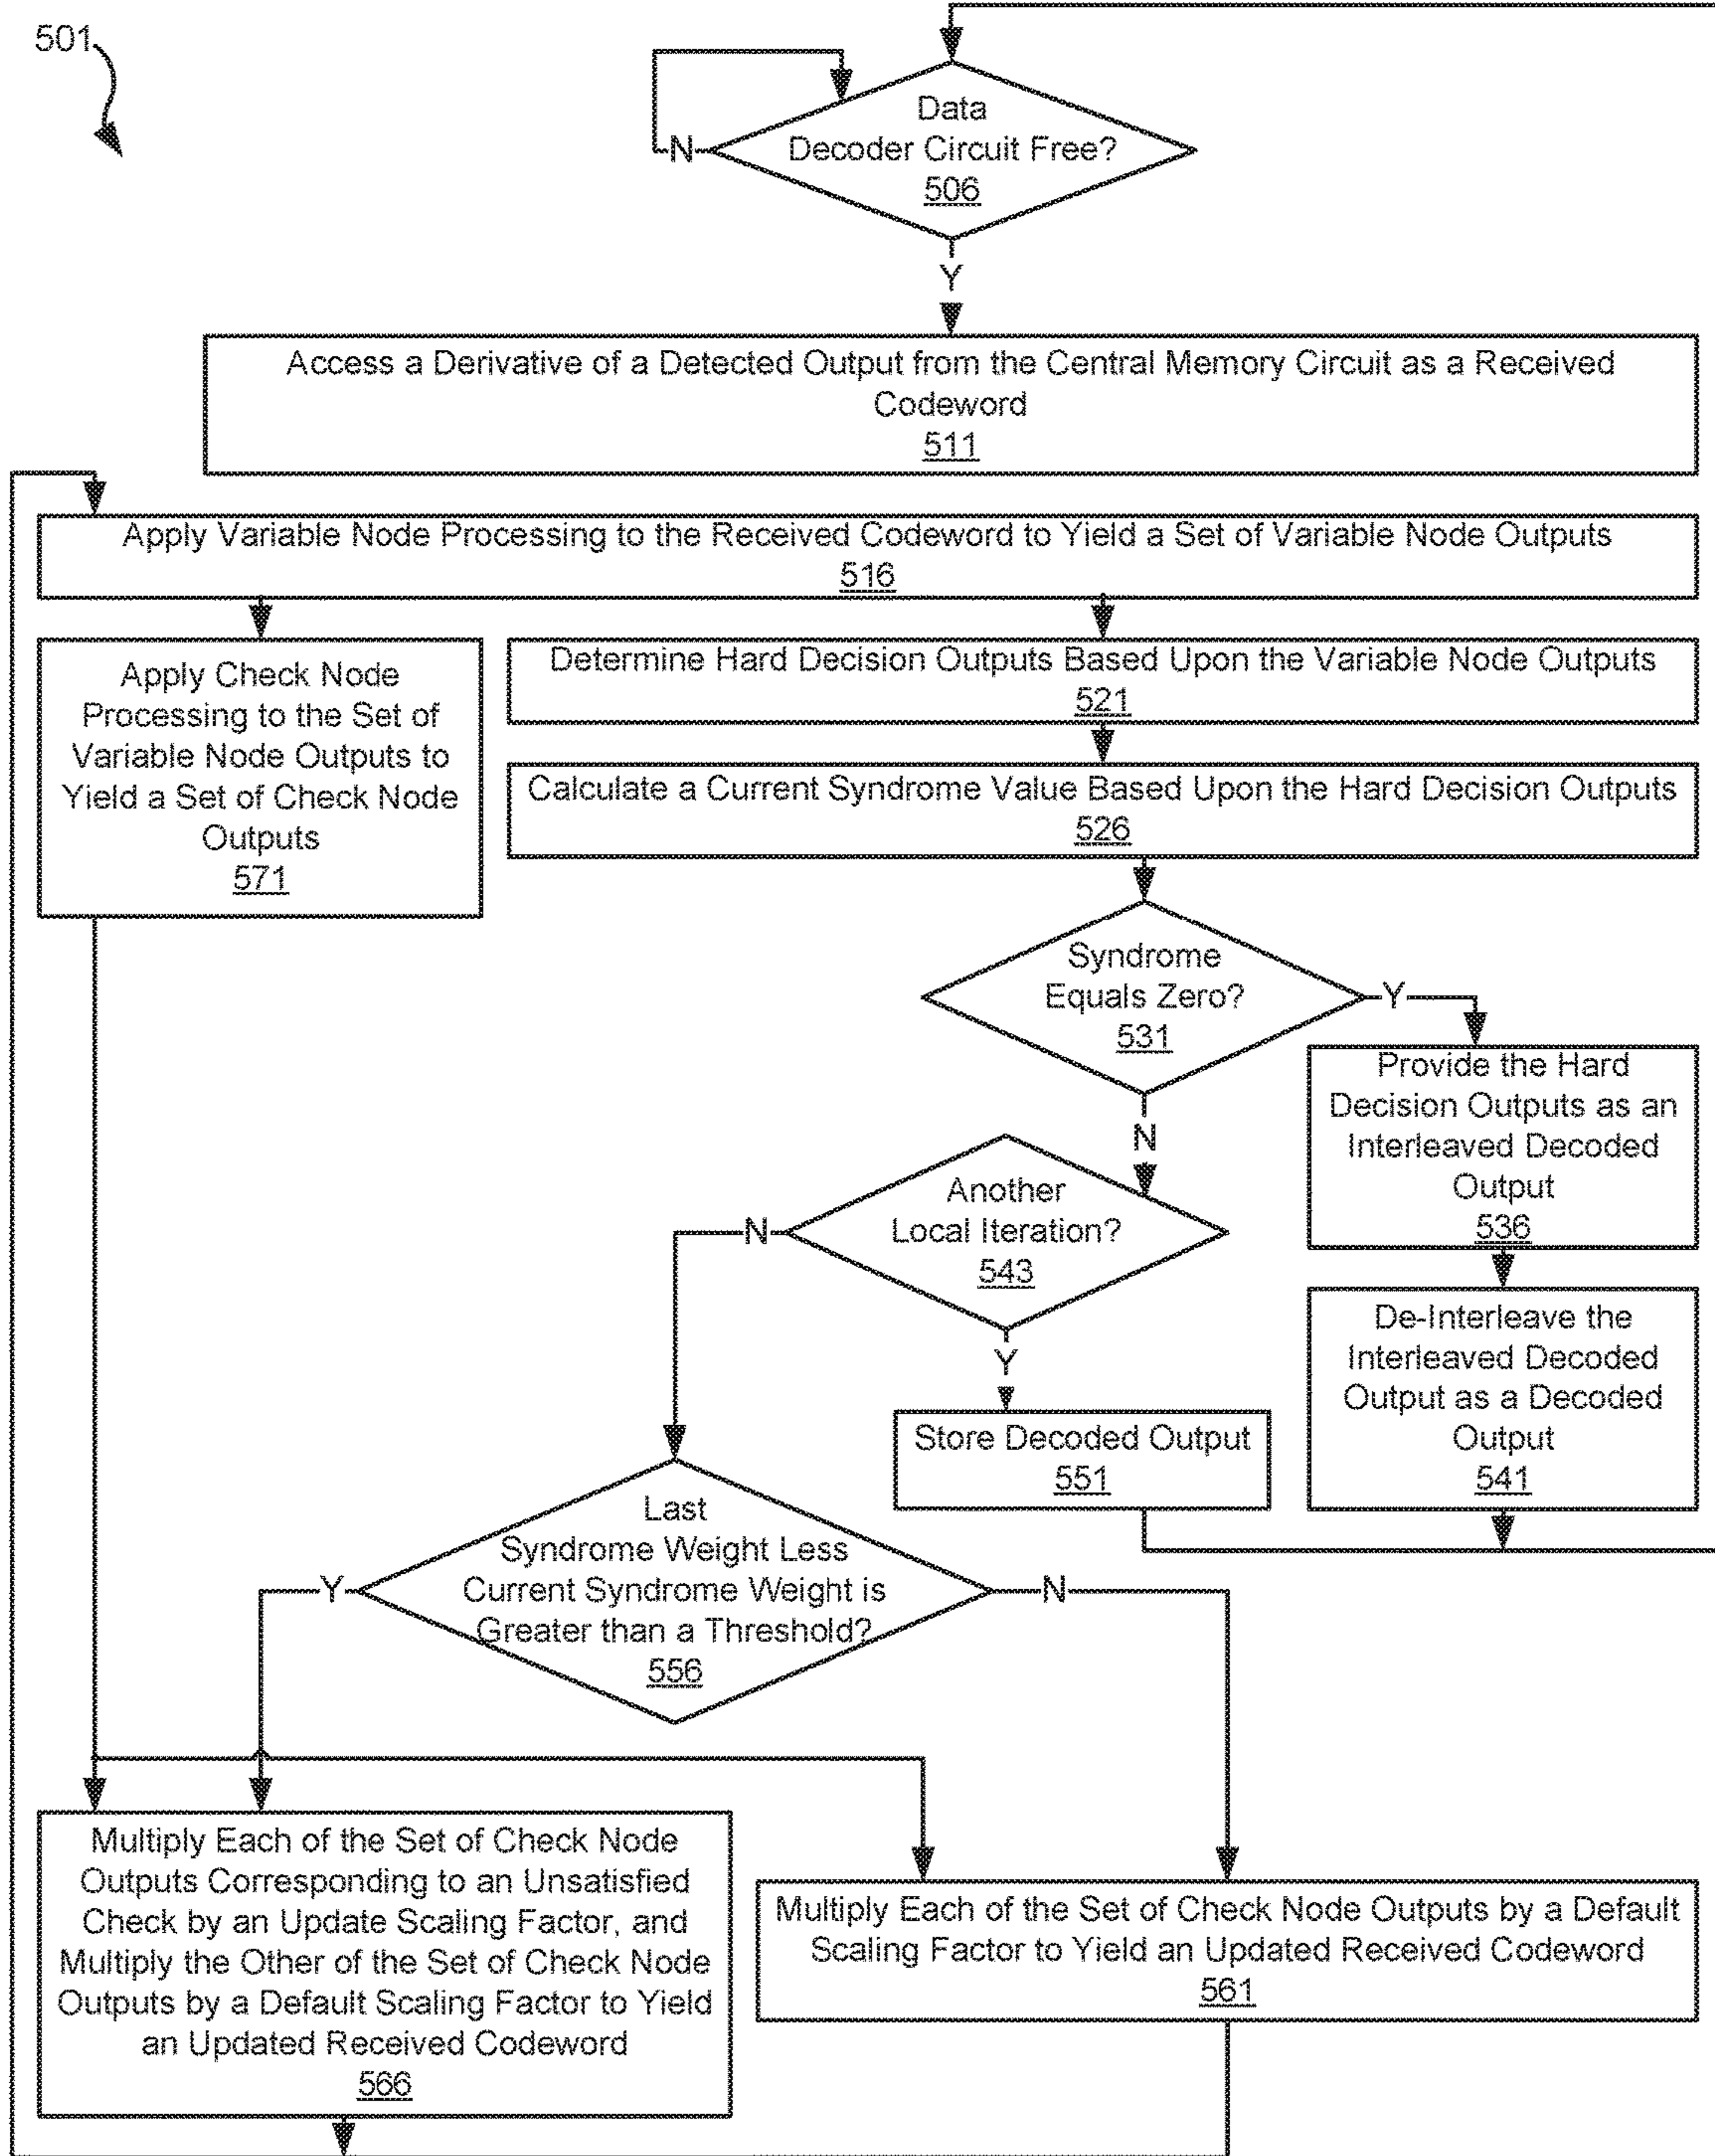 501
Data
Decoder Circuit Free?
506
N
Y
Access a Derivative of a Detected Output from the Central Memory Circuit as a Received
Codeword
511
Apply Variable Node Processing to the Received Codeword to Yield a Set of Variable Node Outputs
516
Apply Check Node
Processing to the Set of
Variable Node Outputs to
Yield a Set of Check Node
Outputs
571
Determine Hard Decision Outputs Based Upon the Variable Node Outputs
521
Calculate a Current Syndrome Value Based Upon the Hard Decision Outputs
526
Syndrome
Equals Zero?
531
Y
N
Provide the Hard
Decision Outputs as an
Interleaved Decoded
Output
536
Another
Local Iteration?
543
N
Y
De-Interleave the
Interleaved Decoded
Output as a Decoded
Output
541
Store Decoded Output
551
Last
Syndrome Weight Less
Current Syndrome Weight is
Greater than a Threshold?
556
Y
N
Multiply Each of the Set of Check Node
Outputs Corresponding to an Unsatisfied
Check by an Update Scaling Factor, and
Multiply the Other of the Set of Check Node
Outputs by a Default Scaling Factor to Yield
an Updated Received Codeword
566
Multiply Each of the Set of Check Node Outputs by a Default
Scaling Factor to Yield an Updated Received Codeword
561